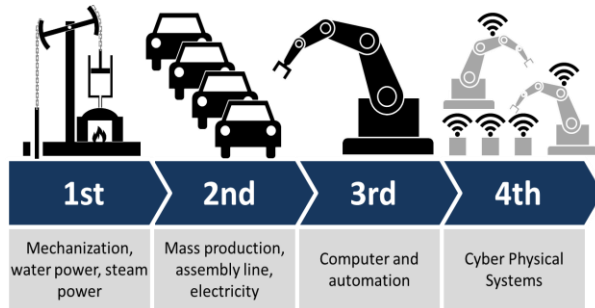 1st
2nd
3rd
4th
Mechanization,
water power, steam
power
Mass production,
assembly line,
electricity
Computer and
automation
Cyber Physical
Systems